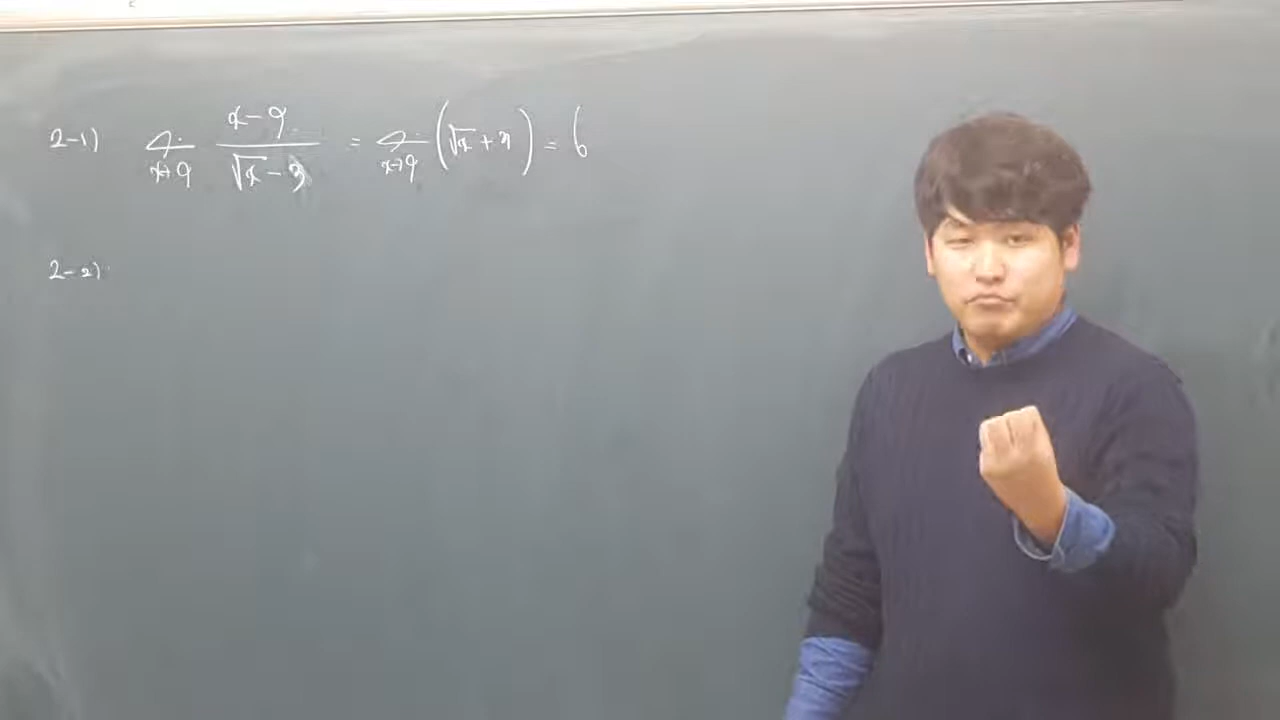 2-1) lim x→9 (x-9)/(√x-3) = lim x→9 (√x+3) = 6
2-2)